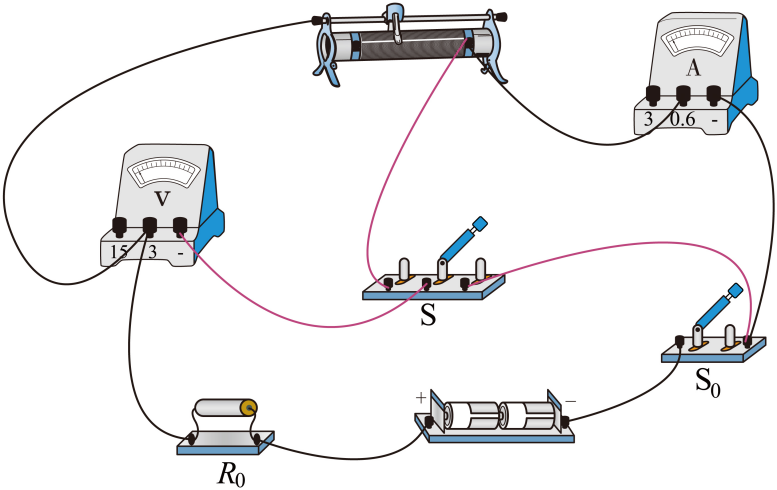 A
3 0.6 -
V
15 3 -
S
S₀
+ −
R₀